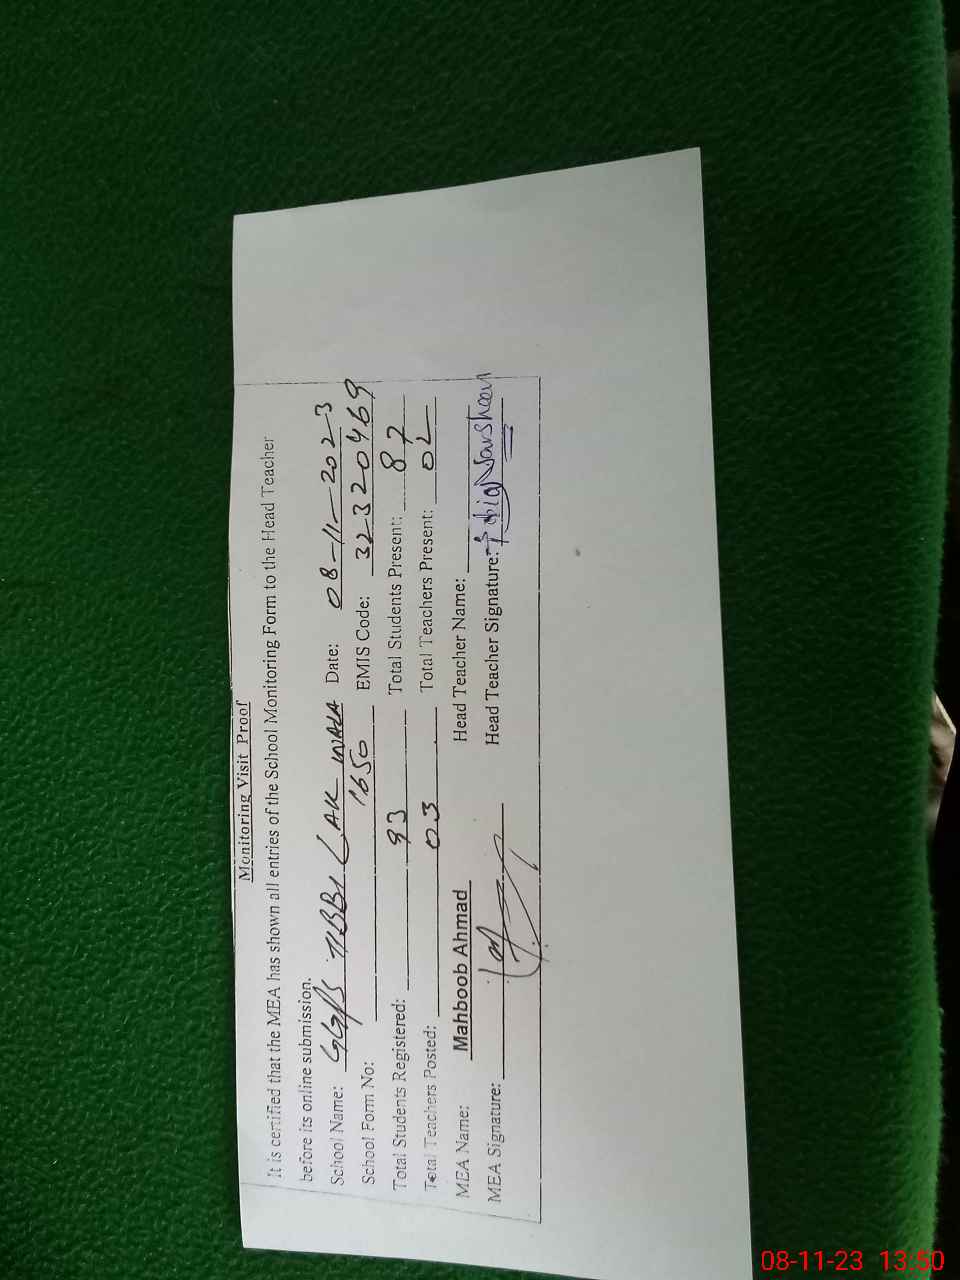 Monitoring Visit Proof
It is certified that the MEA has shown all entries of the School Monitoring Form to the Head Teacher
before its online submission.
School Name: GGPS TIBBI LAK WALA Date: 08-11-2023
School Form No: 1650 EMIS Code: 32320469
Total Students Registered: 93 Total Students Present: 87
Total Teachers Posted: 03 Total Teachers Present: 02
MEA Name: Mahboob Ahmad Head Teacher Name:
MEA Signature: Head Teacher Signature:
08-11-23 13:50